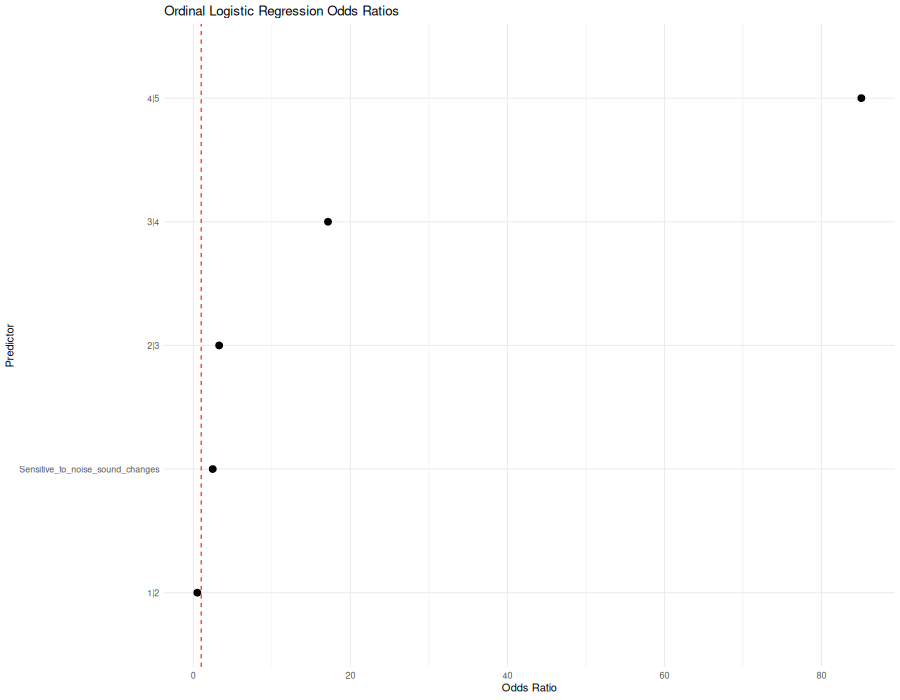 Ordinal Logistic Regression Odds Ratios
4|5
3|4
2|3
Sensitive_to_noise_sound_changes
1|2
Predictor
0 20 40 60 80
Odds Ratio